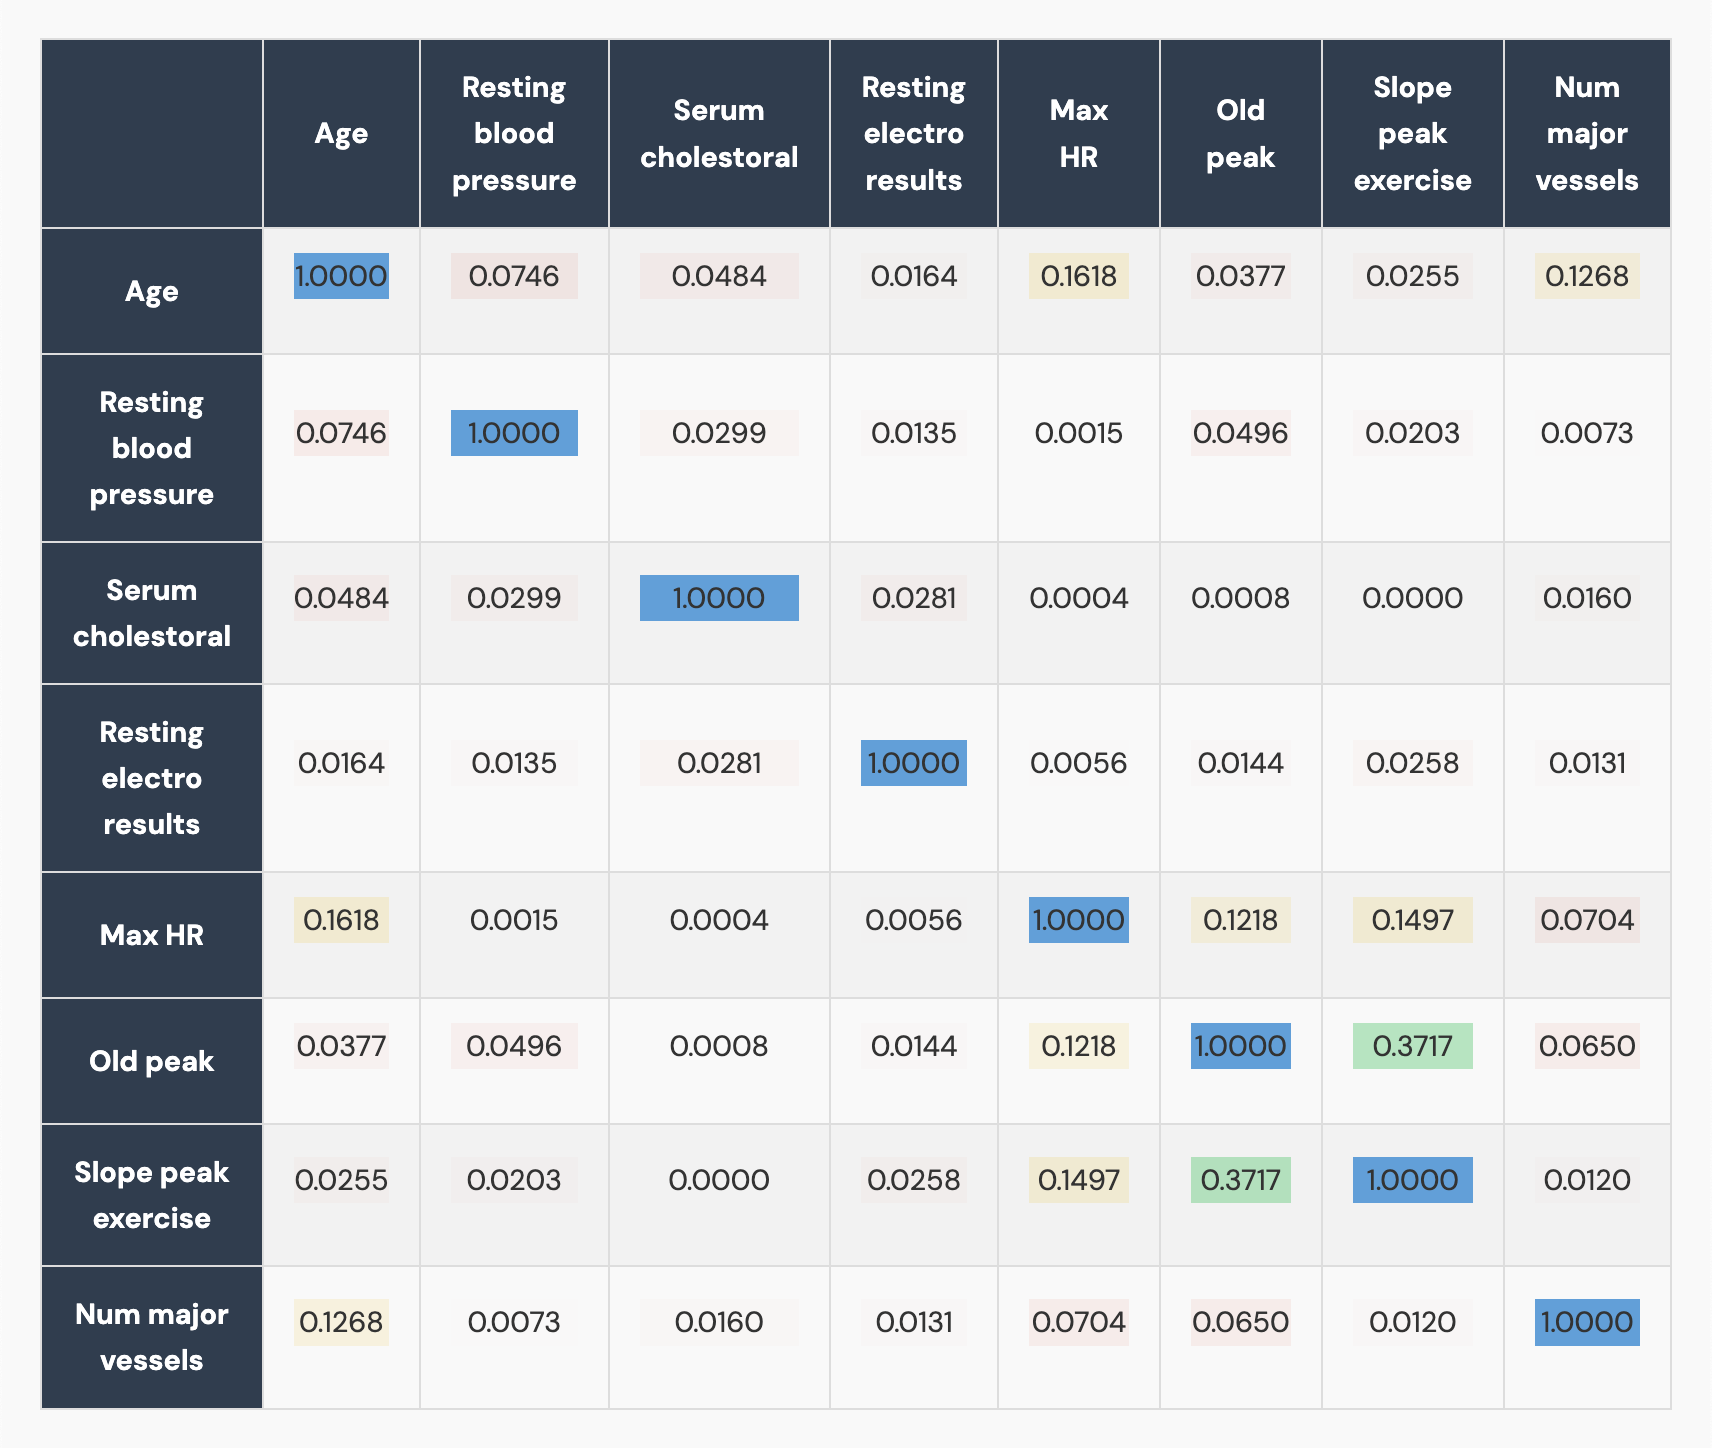 Age Resting blood pressure Serum cholestoral Resting electro results Max HR Old peak Slope peak exercise Num major vessels
Age 1.0000 0.0746 0.0484 0.0164 0.1618 0.0377 0.0255 0.1268
Resting blood pressure 0.0746 1.0000 0.0299 0.0135 0.0015 0.0496 0.0203 0.0073
Serum cholestoral 0.0484 0.0299 1.0000 0.0281 0.0004 0.0008 0.0000 0.0160
Resting electro results 0.0164 0.0135 0.0281 1.0000 0.0056 0.0144 0.0258 0.0131
Max HR 0.1618 0.0015 0.0004 0.0056 1.0000 0.1218 0.1497 0.0704
Old peak 0.0377 0.0496 0.0008 0.0144 0.1218 1.0000 0.3717 0.0650
Slope peak exercise 0.0255 0.0203 0.0000 0.0258 0.1497 0.3717 1.0000 0.0120
Num major vessels 0.1268 0.0073 0.0160 0.0131 0.0704 0.0650 0.0120 1.0000